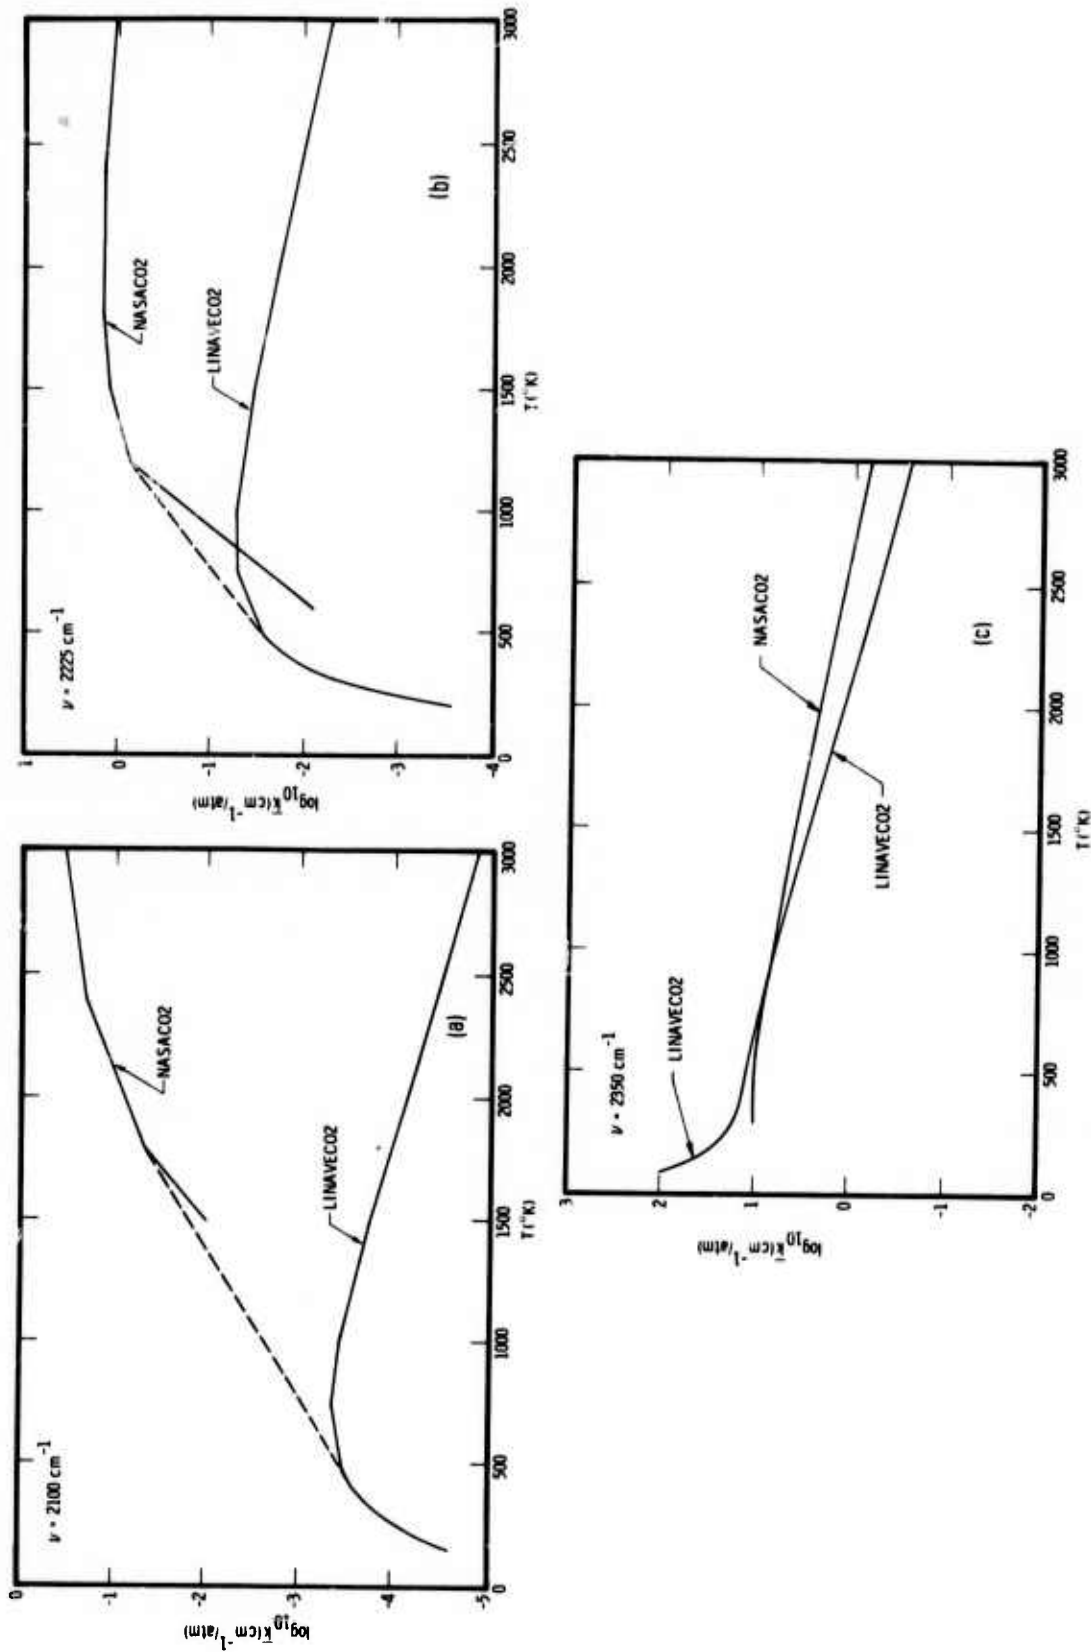 ν = 2100 cm⁻¹
0
-1
-2
-3
-4
-5
log₁₀ k̅(cm⁻¹/atm)
NASACO2
LINAVECO2
(a)
0
500
1000
1500
2000
2500
3000
T(°K)
ν = 2225 cm⁻¹
1
0
-1
-2
-3
-4
log₁₀ k̅(cm⁻¹/atm)
NASACO2
LINAVECO2
(b)
0
500
1000
1500
2000
2500
3000
T(°K)
ν = 2350 cm⁻¹
3
2
1
0
-1
-2
log₁₀ k̅(cm⁻¹/atm)
LINAVECO2
NASACO2
LINAVECO2
(c)
0
500
1000
1500
2000
2500
3000
T(°K)